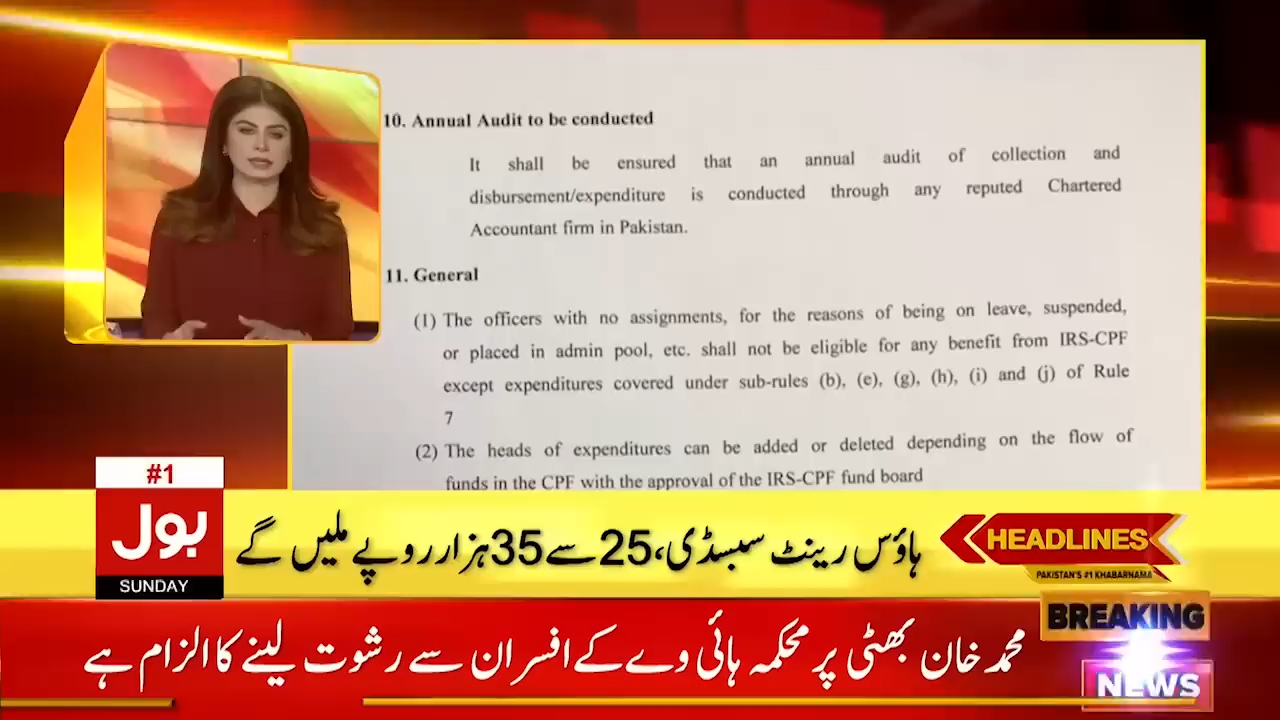 10. Annual Audit to be conducted
It shall be ensured that an annual audit of collection and
disbursement/expenditure is conducted through any reputed Chartered
Accountant firm in Pakistan.
11. General
(1) The officers with no assignments, for the reasons of being on leave, suspended,
or placed in admin pool, etc. shall not be eligible for any benefit from IRS-CPF
except expenditures covered under sub-rules (b), (e), (g), (h), (i) and (j) of Rule
7
(2) The heads of expenditures can be added or deleted depending on the flow of
funds in the CPF with the approval of the IRS-CPF fund board
#1
بول
SUNDAY
ہاؤس رینٹ سبسڈی، 25 سے 35 ہزار روپے ملیں گے
HEADLINES
PAKISTAN'S #1 KHABARNAMA
محمد خان بھٹی پر محکمہ ہائی وے کے افسران سے رشوت لینے کا الزام ہے
BREAKING
NEWS